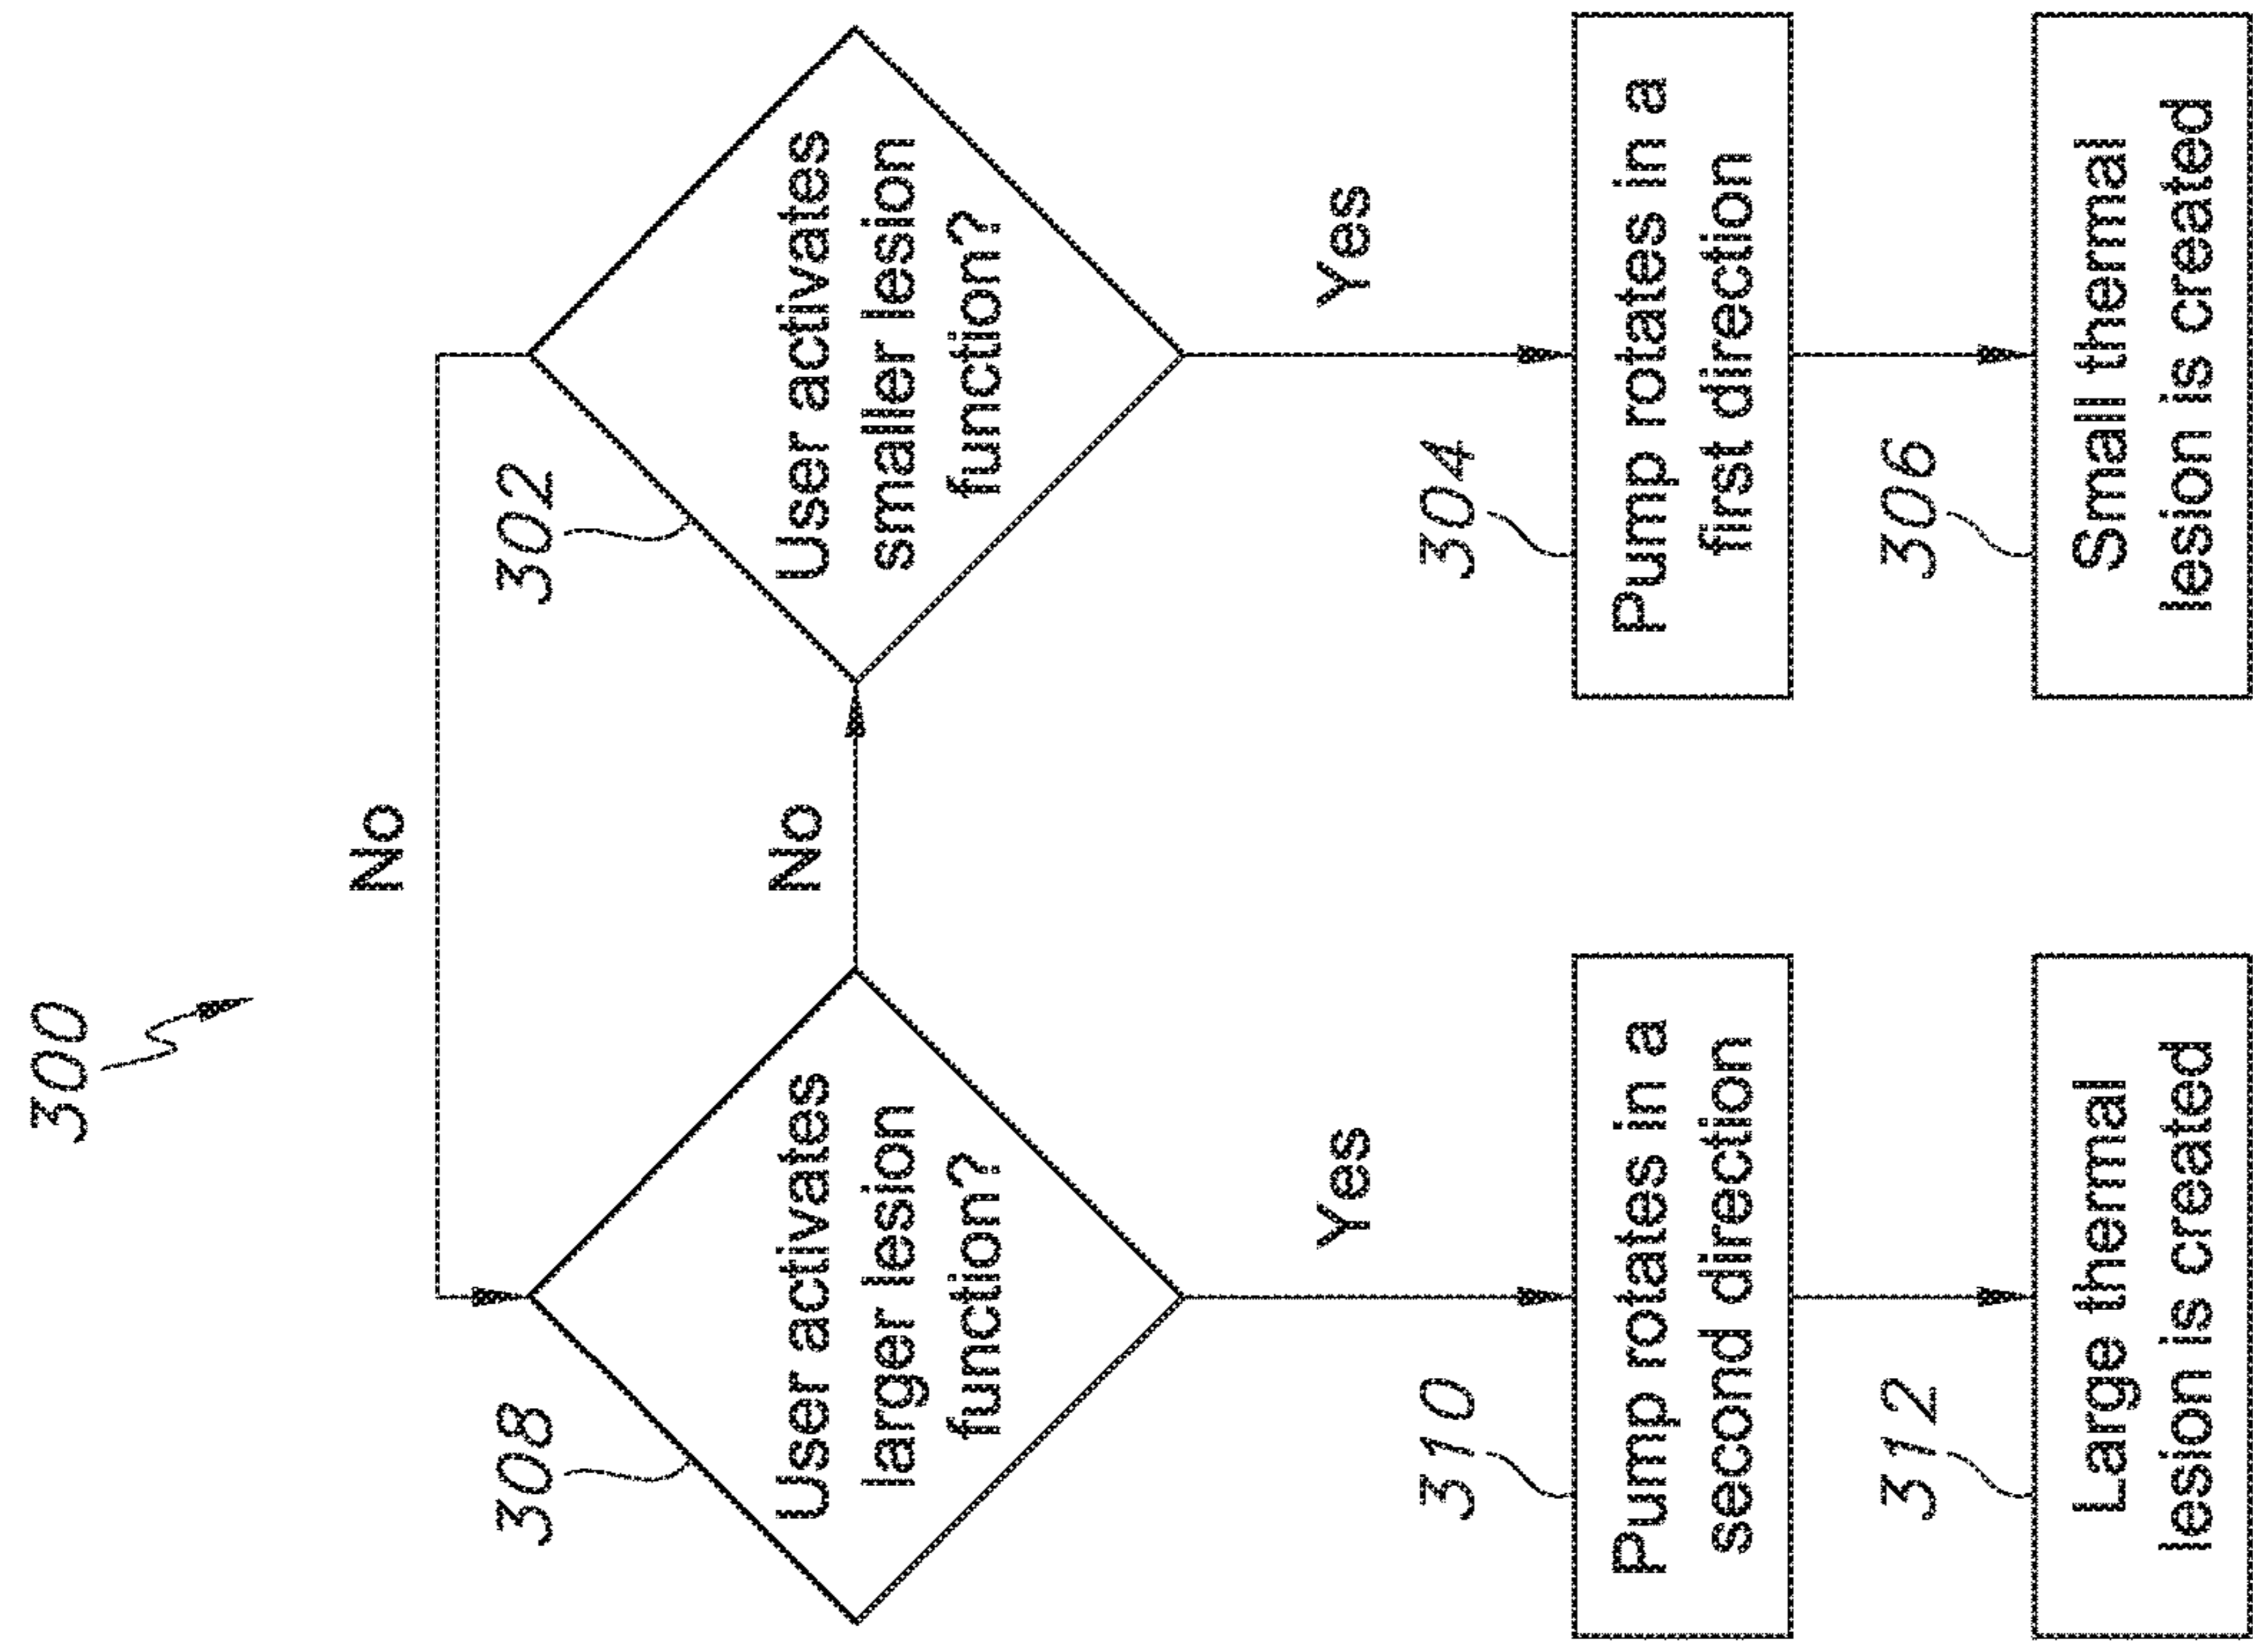 300
No
308
User activates
larger lesion
function?
No
302
User activates
smaller lesion
function?
Yes
Yes
310
Pump rotates in a
second direction
304
Pump rotates in a
first direction
312
Large thermal
lesion is created
306
Small thermal
lesion is created